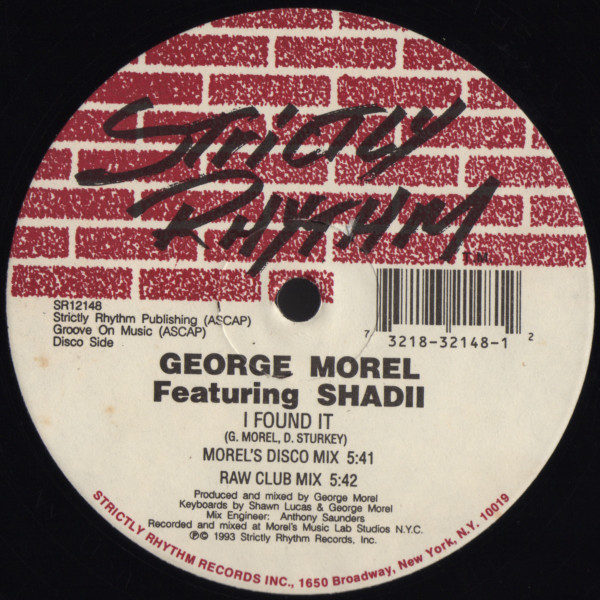 STRICTLY
RHYTHM
T.M.
SR12148
Strictly Rhythm Publishing (ASCAP)
Groove On Music (ASCAP)
Disco Side
7 3218-32148-1 2
GEORGE MOREL
Featuring SHADII
I FOUND IT
(G. MOREL, D. STURKEY)
MOREL'S DISCO MIX 5:41
RAW CLUB MIX 5:42
Produced and mixed by George Morel
Keyboards by Shawn Lucas & George Morel
Mix Engineer: Anthony Saunders
Recorded and mixed at Morel's Music Lab Studios N.Y.C.
℗© 1993 Strictly Rhythm Records, Inc.
STRICTLY RHYTHM RECORDS INC., 1650 Broadway, New York, N.Y. 10019